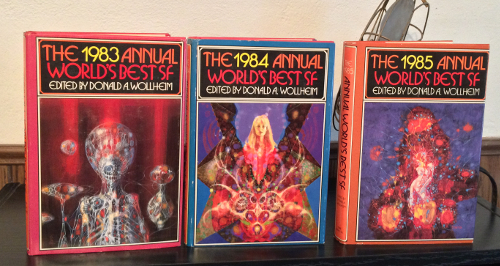 THE 1983 ANNUAL
WORLD'S BEST SF
EDITED BY DONALD A. WOLLHEIM
THE 1984 ANNUAL
WORLD'S BEST SF
EDITED BY DONALD A. WOLLHEIM
ANNUAL WORLD'S BEST SF
THE 1985 ANNUAL
WORLD'S BEST SF
EDITED BY DONALD A. WOLLHEIM